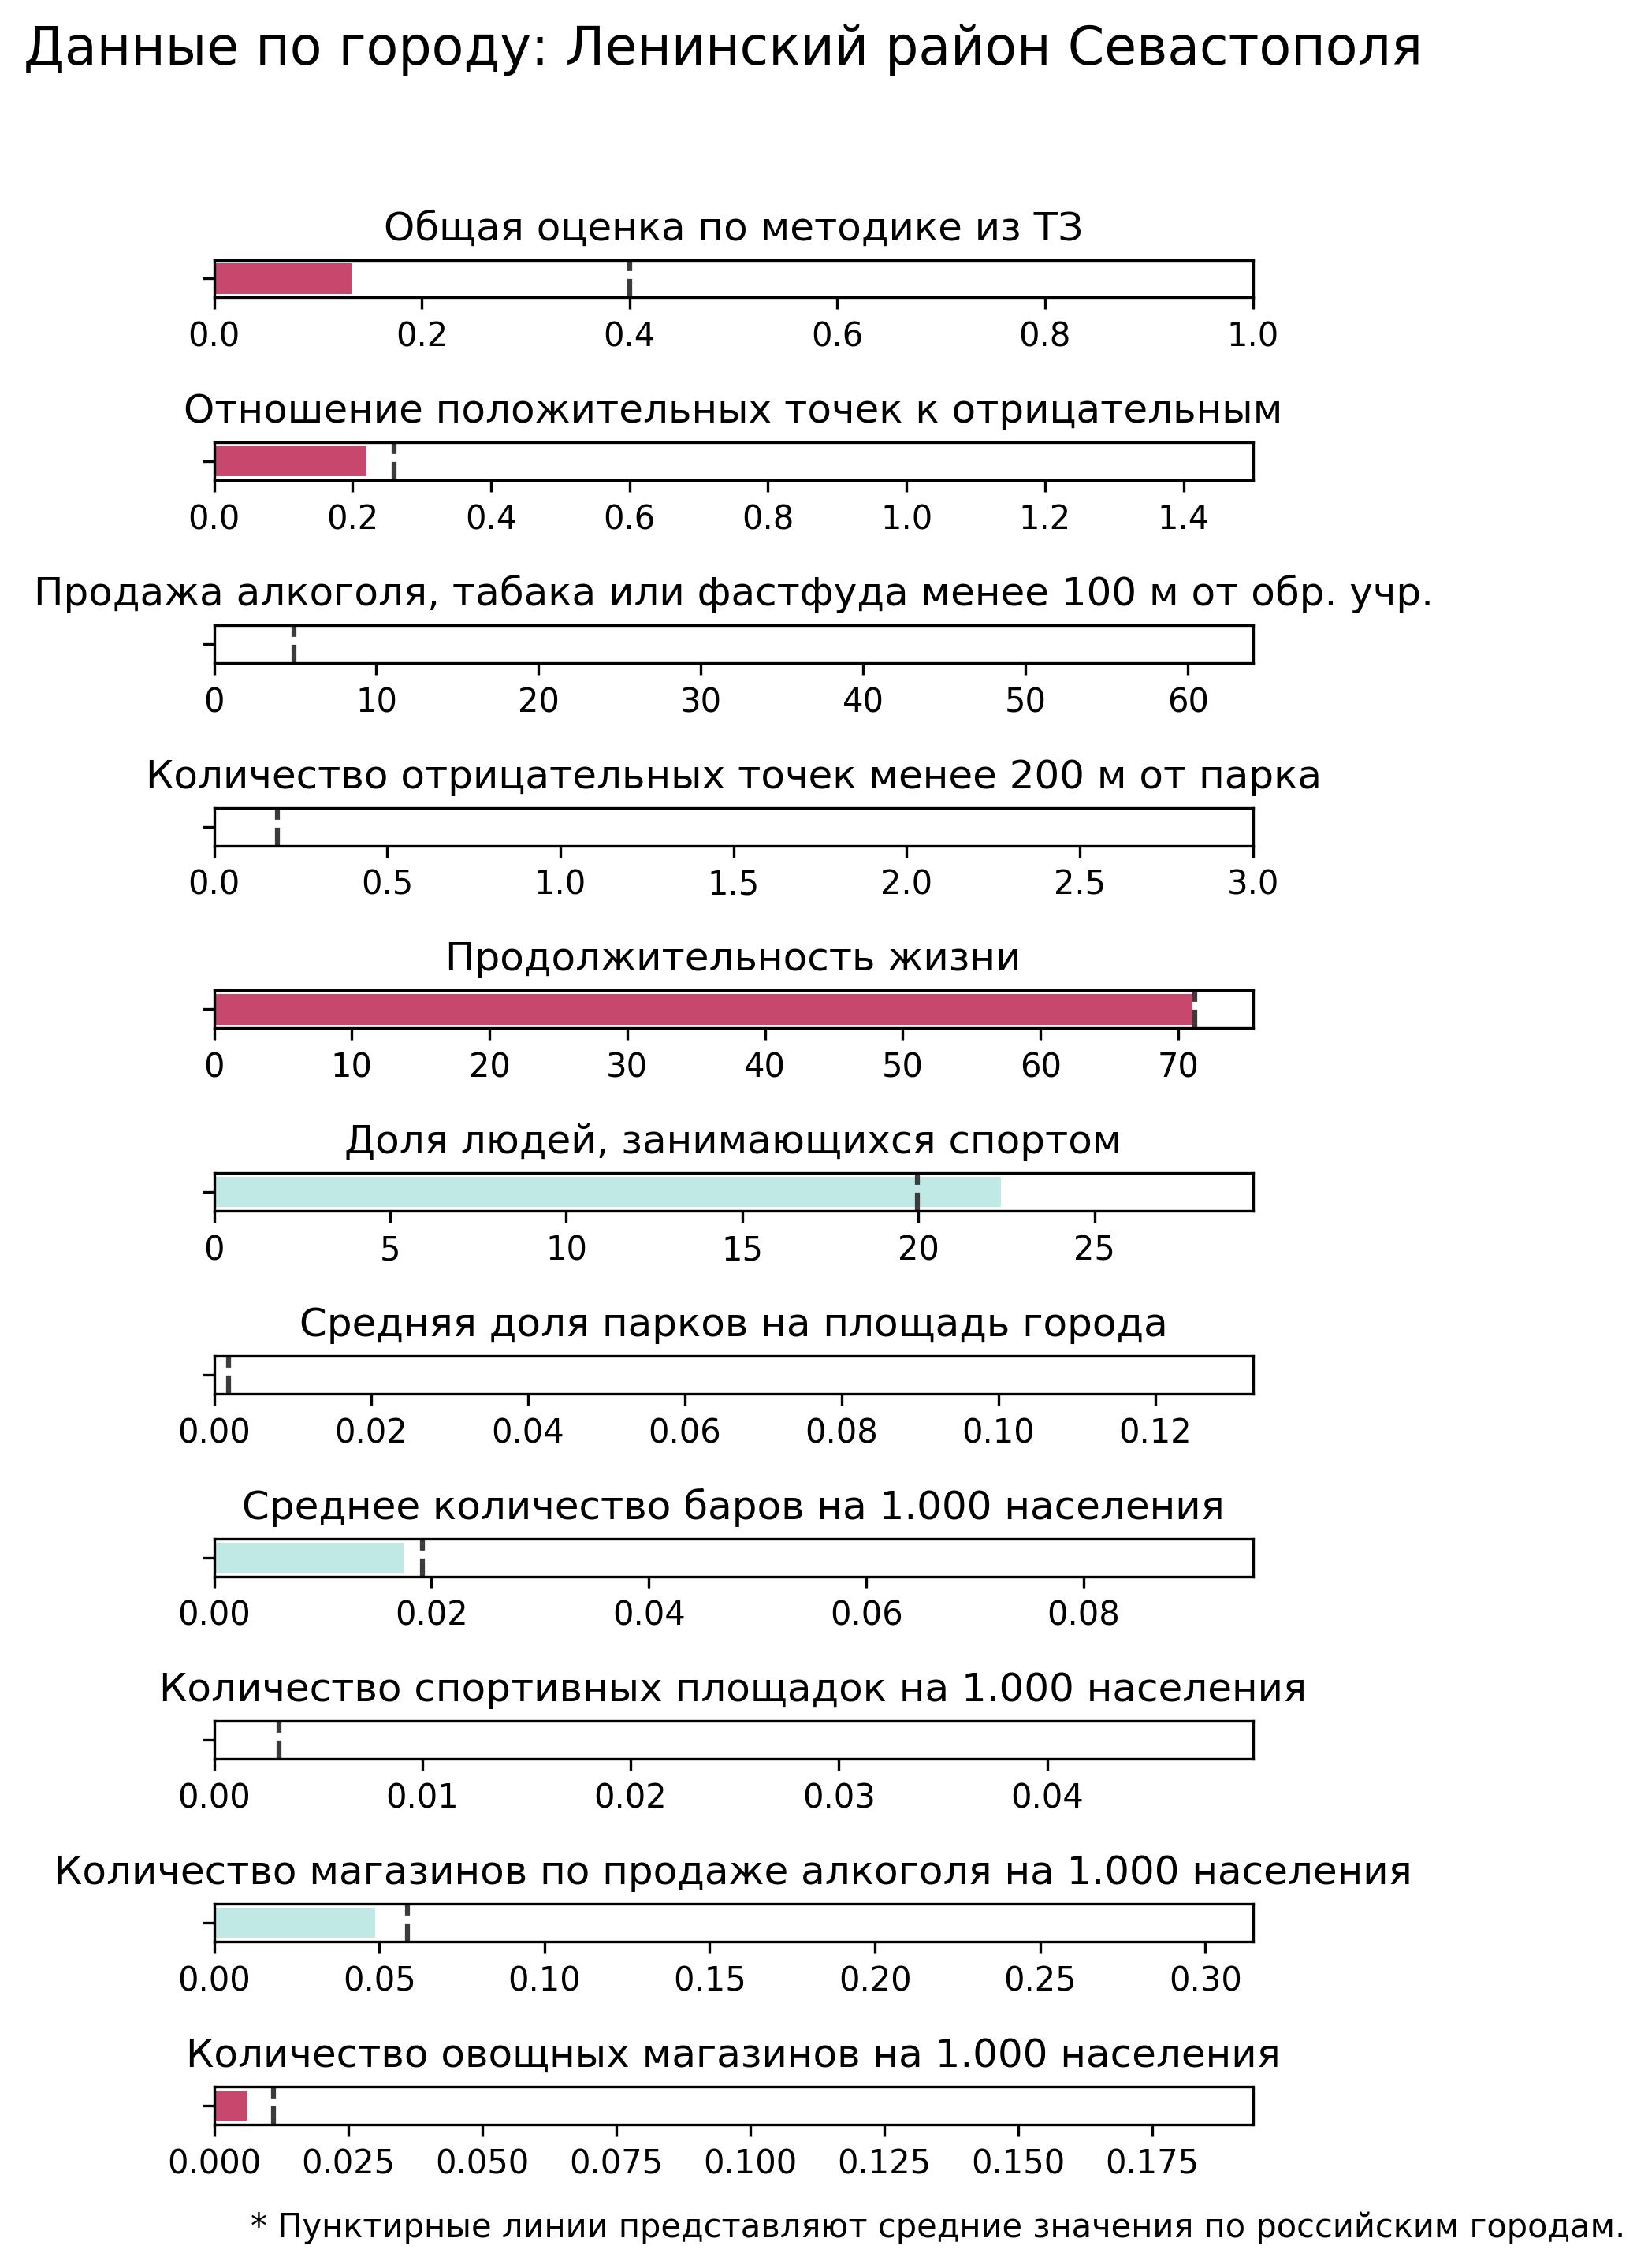 Данные по городу: Ленинский район Севастополя
Общая оценка по методике из ТЗ
0.0 0.2 0.4 0.6 0.8 1.0
Отношение положительных точек к отрицательным
0.0 0.2 0.4 0.6 0.8 1.0 1.2 1.4
Продажа алкоголя, табака или фастфуда менее 100 м от обр. учр.
0 10 20 30 40 50 60
Количество отрицательных точек менее 200 м от парка
0.0 0.5 1.0 1.5 2.0 2.5 3.0
Продолжительность жизни
0 10 20 30 40 50 60 70
Доля людей, занимающихся спортом
0 5 10 15 20 25
Средняя доля парков на площадь города
0.00 0.02 0.04 0.06 0.08 0.10 0.12
Среднее количество баров на 1.000 населения
0.00 0.02 0.04 0.06 0.08
Количество спортивных площадок на 1.000 населения
0.00 0.01 0.02 0.03 0.04
Количество магазинов по продаже алкоголя на 1.000 населения
0.00 0.05 0.10 0.15 0.20 0.25 0.30
Количество овощных магазинов на 1.000 населения
0.000 0.025 0.050 0.075 0.100 0.125 0.150 0.175
* Пунктирные линии представляют средние значения по российским городам.